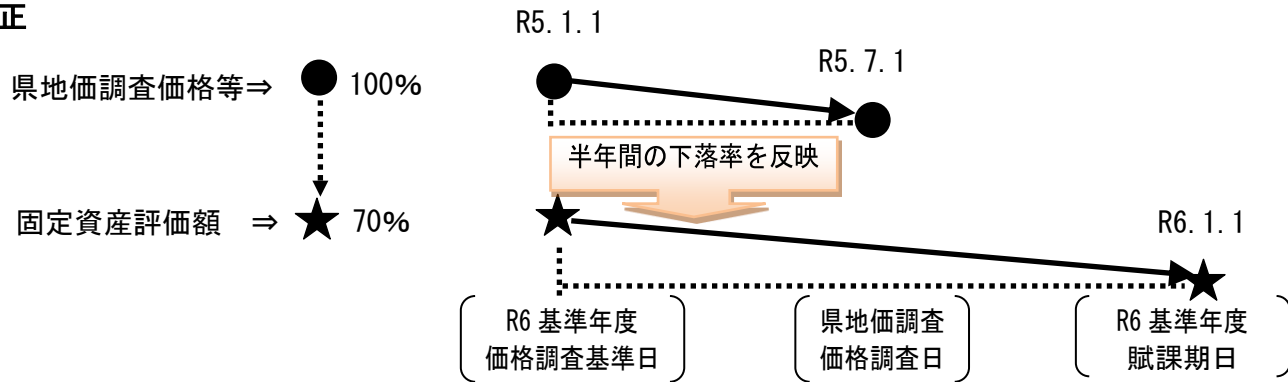 正
R5.1.1
R5.7.1
県地価調査価格等⇒ 100%
半年間の下落率を反映
固定資産評価額 ⇒ 70%
R6.1.1
R6 基準年度
価格調査基準日
県地価調査
価格調査日
R6 基準年度
賦課期日